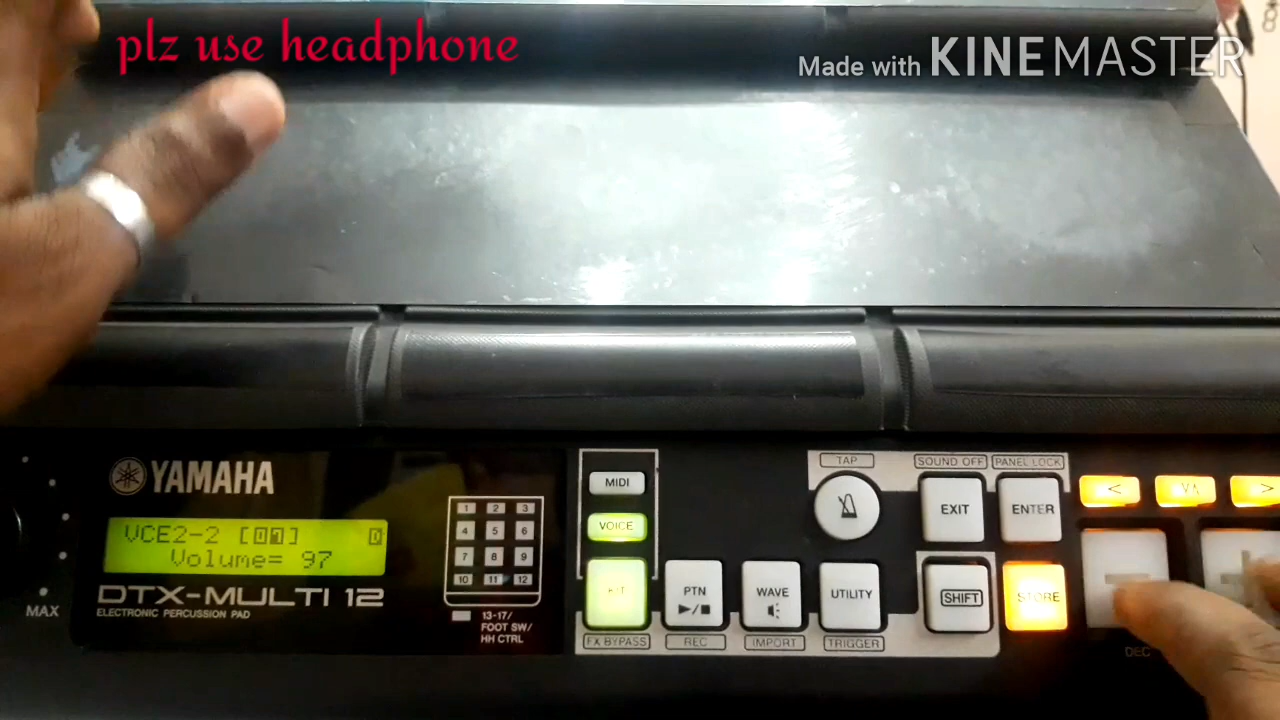 plz use headphone
Made with KINEMASTER
YAMAHA
VCE2-2
Volume= 97
DTX-MULTI 12
ELECTRONIC PERCUSSION PAD
MAX
1 2 3
4 5 6
7 8 9
10 11 12
13-17/
FOOT SW/
HH CTRL
MIDI
VOICE
KIT
FX BYPASS
PTN
REC
WAVE
IMPORT
UTILITY
TRIGGER
TAP
SOUND OFF
PANEL LOCK
EXIT
ENTER
SHIFT
STORE
<
>
DEC